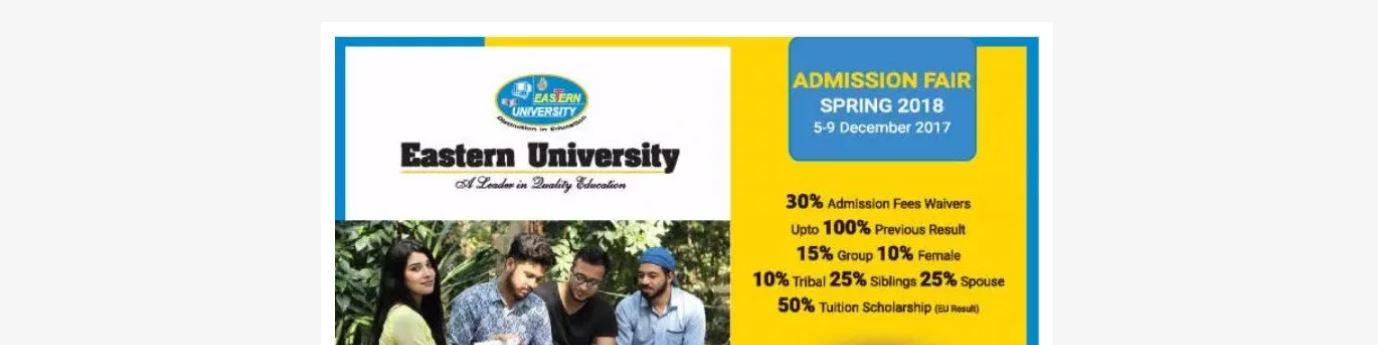 EASTERN
UNIVERSITY
Distinction in Education
Eastern University
A Leader in Quality Education
ADMISSION FAIR
SPRING 2018
5-9 December 2017
30% Admission Fees Waivers
Upto 100% Previous Result
15% Group 10% Female
10% Tribal 25% Siblings 25% Spouse
50% Tuition Scholarship (EU Result)